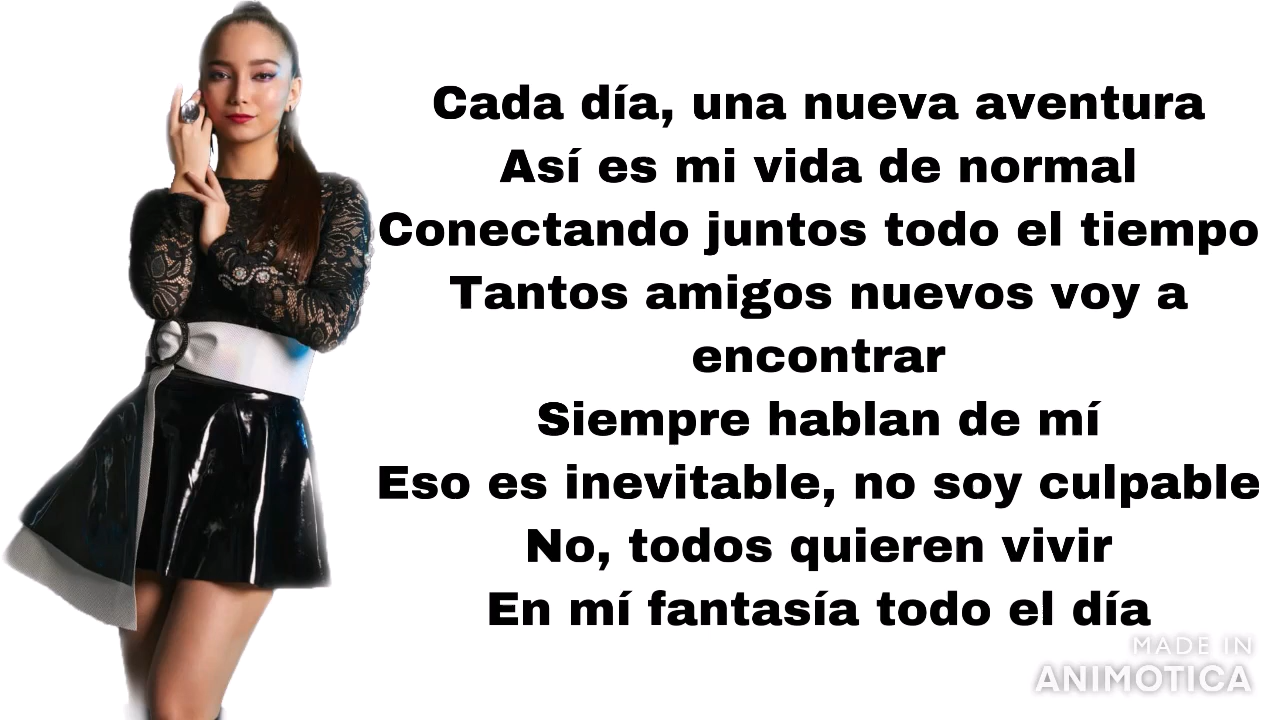 Cada día, una nueva aventura
Así es mi vida de normal
Conectando juntos todo el tiempo
Tantos amigos nuevos voy a
encontrar
Siempre hablan de mí
Eso es inevitable, no soy culpable
No, todos quieren vivir
En mí fantasía todo el día
MADE IN
ANIMOTICA